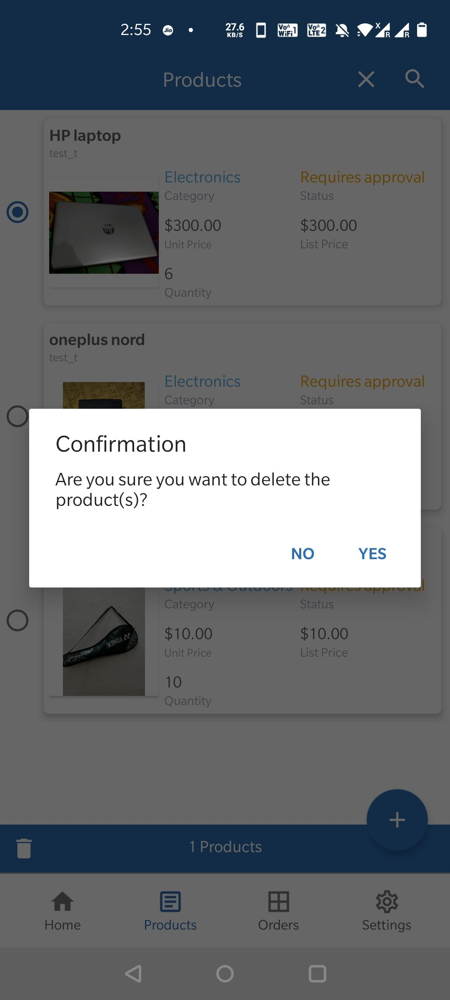 2:55 Jio 27.6 KB/S Vo WiFi 1 Vo LTE 2 X R R
Products
HP laptop
test_t
Electronics Requires approval
Category Status
hp
$300.00 $300.00
Unit Price List Price
6
Quantity
oneplus nord
test_t
Electronics Requires approval
Category Status
Confirmation
Are you sure you want to delete the
product(s)?
NO YES
Sports & Outdoors Requires approval
Category Status
$10.00 $10.00
YONEX
Unit Price List Price
10
Quantity
+
1 Products
Home Products Orders Settings